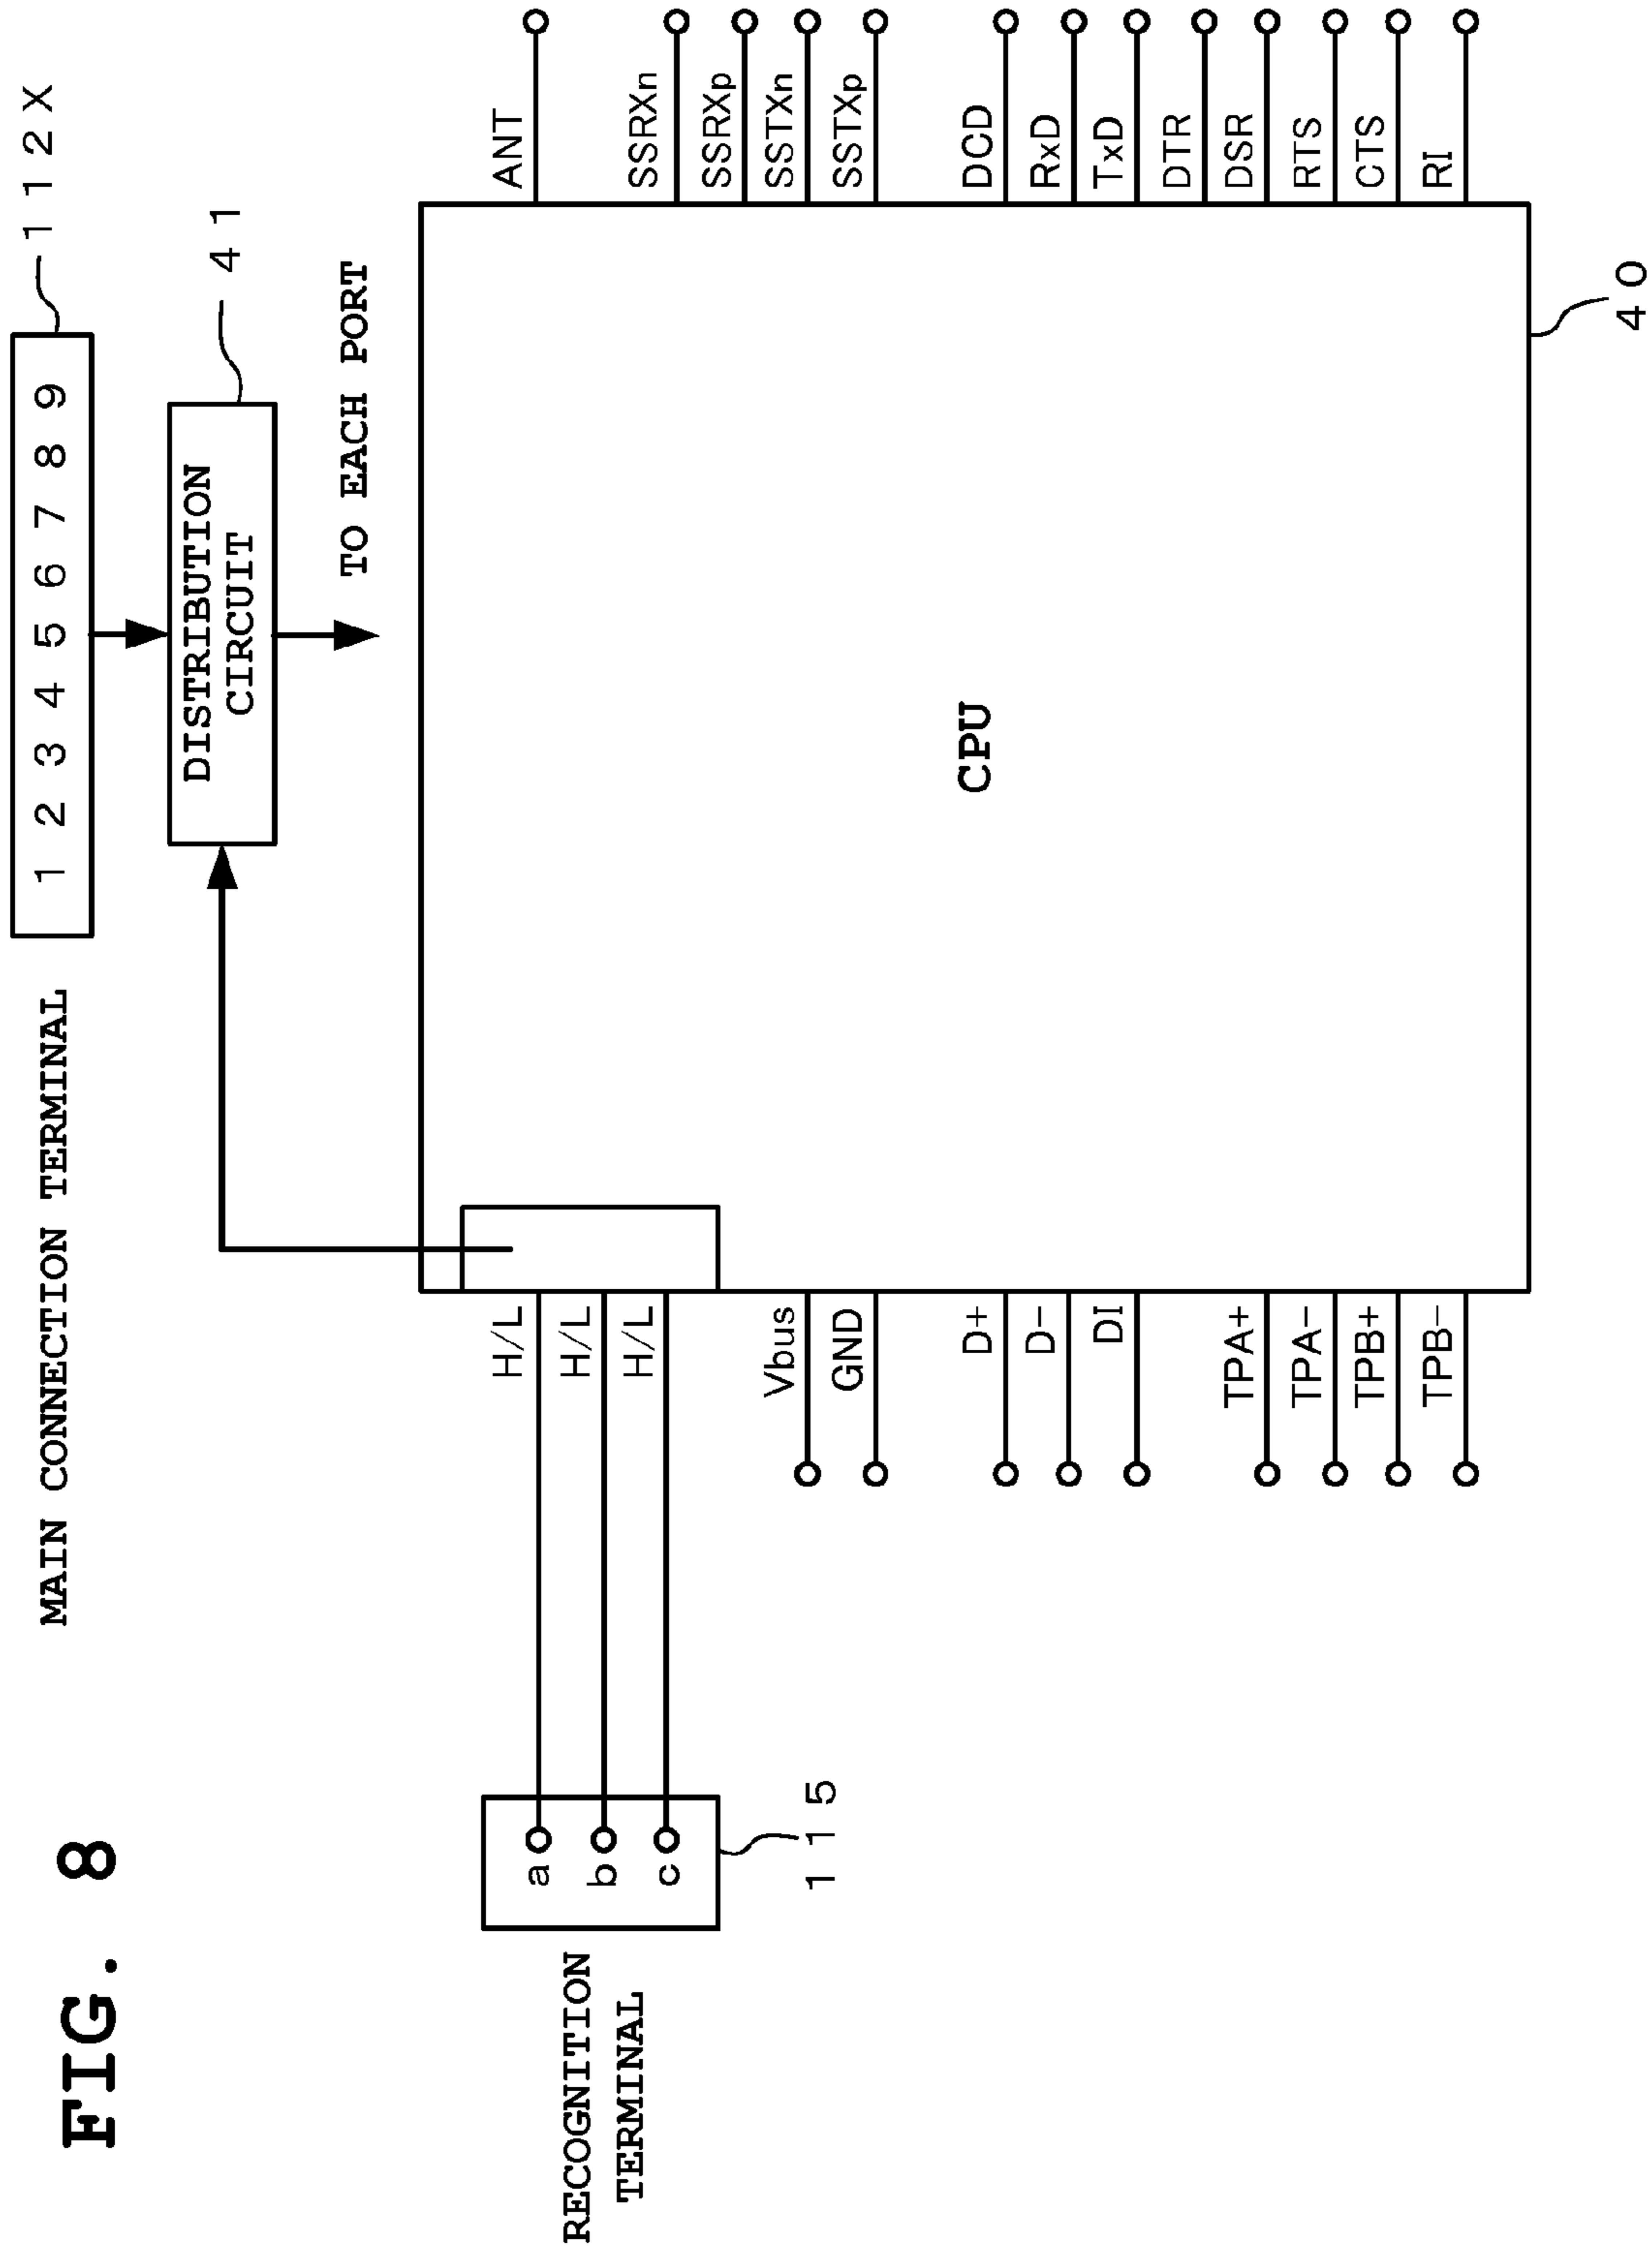 FIG. 8
MAIN CONNECTION TERMINAL
1 2 3 4 5 6 7 8 9
112X
DISTRIBUTION
CIRCUIT
41
TO EACH PORT
RECOGNITION
TERMINAL
a
b
c
115
H/L
H/L
H/L
Vbus
GND
D+
D-
DI
TPA+
TPA-
TPB+
TPB-
CPU
ANT
SSRXn
SSRXp
SSTXn
SSTXp
DCD
RxD
TxD
DTR
DSR
RTS
CTS
RI
40